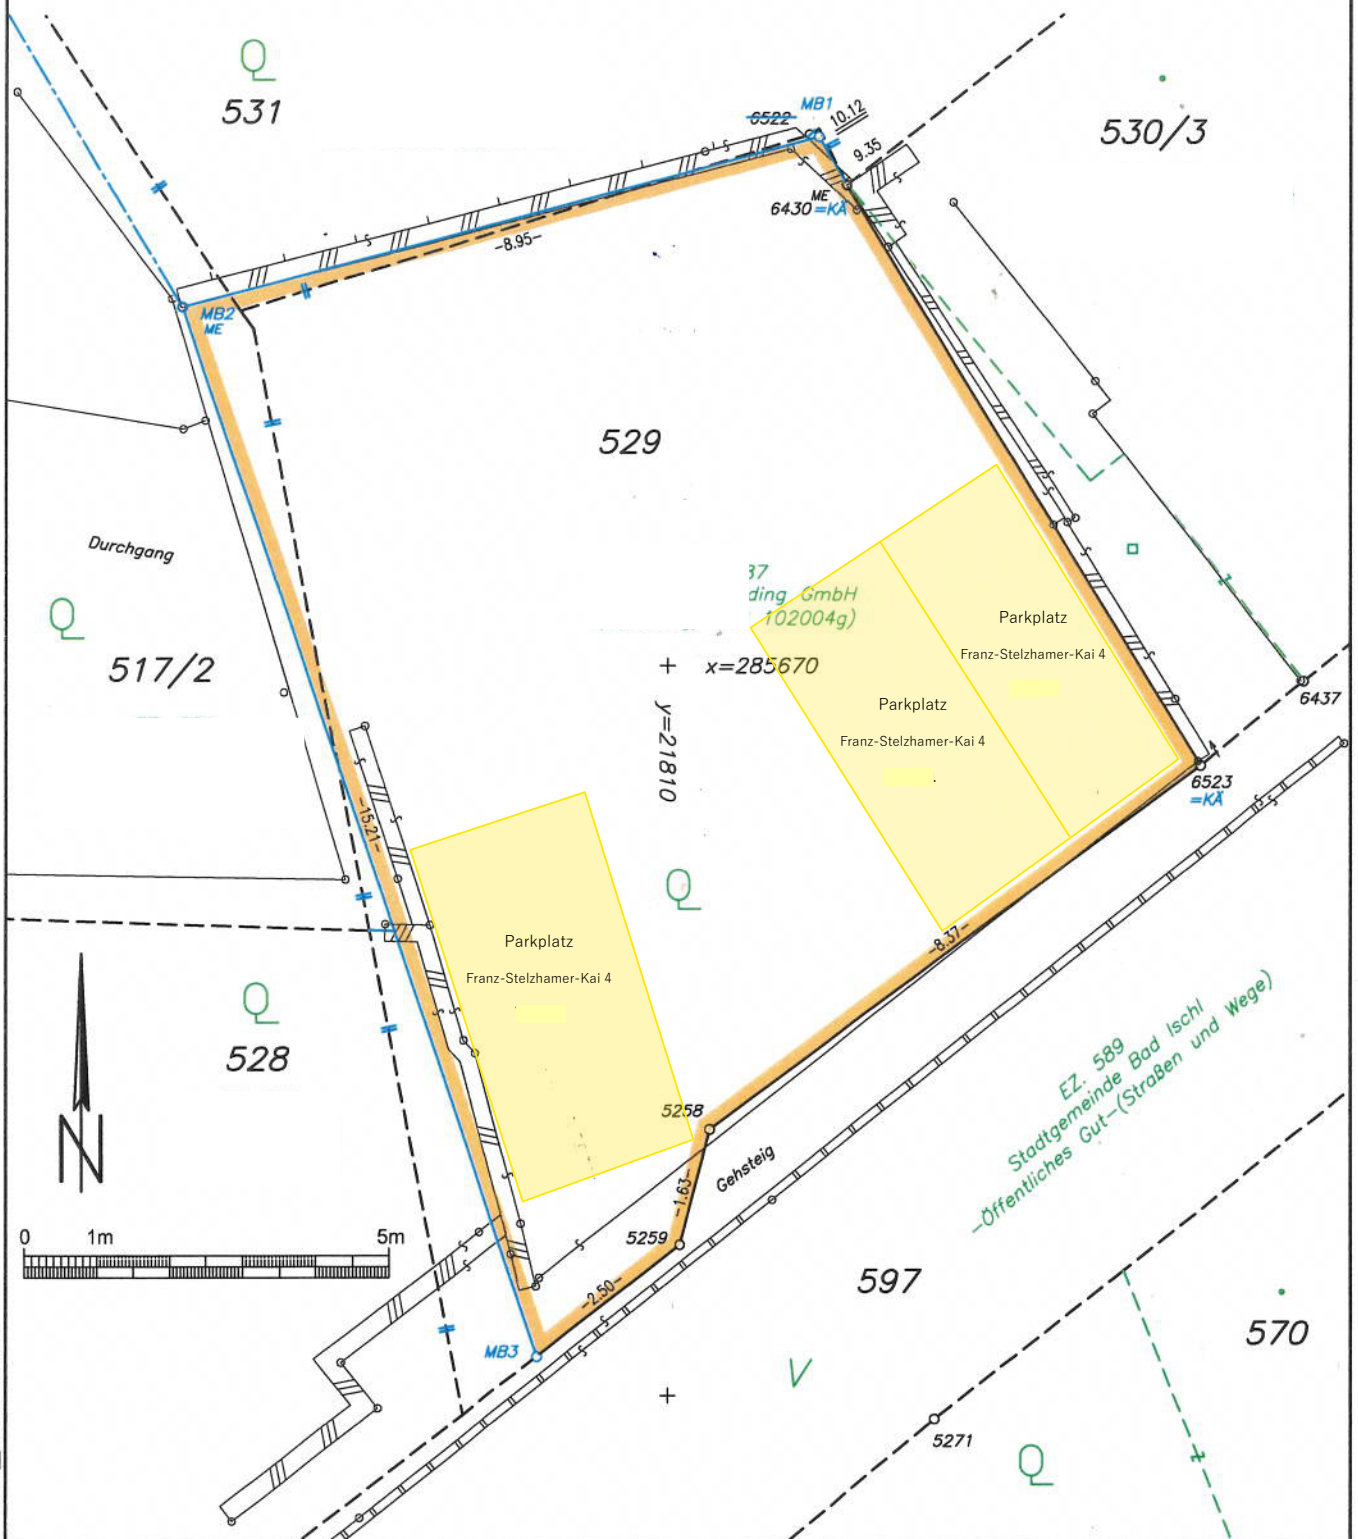 531
6522
MB1
10.12
9.35
530/3
ME
6430 =KÄ
-8.95-
MB2
ME
529
Durchgang
517/2
37
ding GmbH
102004g)
x=285670
y=21810
Parkplatz
Franz-Stelzhamer-Kai 4
Parkplatz
Franz-Stelzhamer-Kai 4
6437
6523
=KÄ
-15.21-
-8.37-
Parkplatz
Franz-Stelzhamer-Kai 4
528
N
5258
Gehsteig
-1.63-
5259
-2.50-
MB3
0 1m 5m
EZ. 589
Stadtgemeinde Bad Ischl
-Öffentliches Gut-(Straßen und Wege)
597
570
V
5271